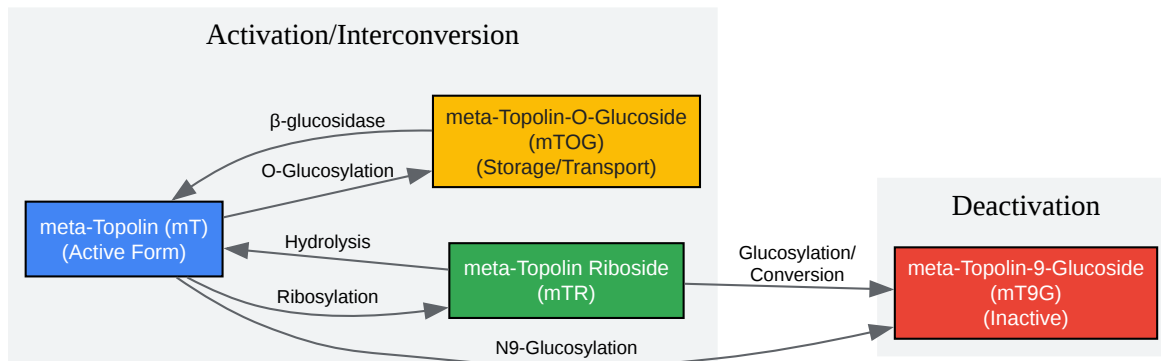 Activation/Interconversion
β-glucosidase
meta-Topolin-O-Glucoside
(mTOG)
(Storage/Transport)
O-Glucosylation
meta-Topolin (mT)
(Active Form)
Hydrolysis
Ribosylation
meta-Topolin Riboside
(mTR)
N9-Glucosylation
Glucosylation/
Conversion
Deactivation
meta-Topolin-9-Glucoside
(mT9G)
(Inactive)